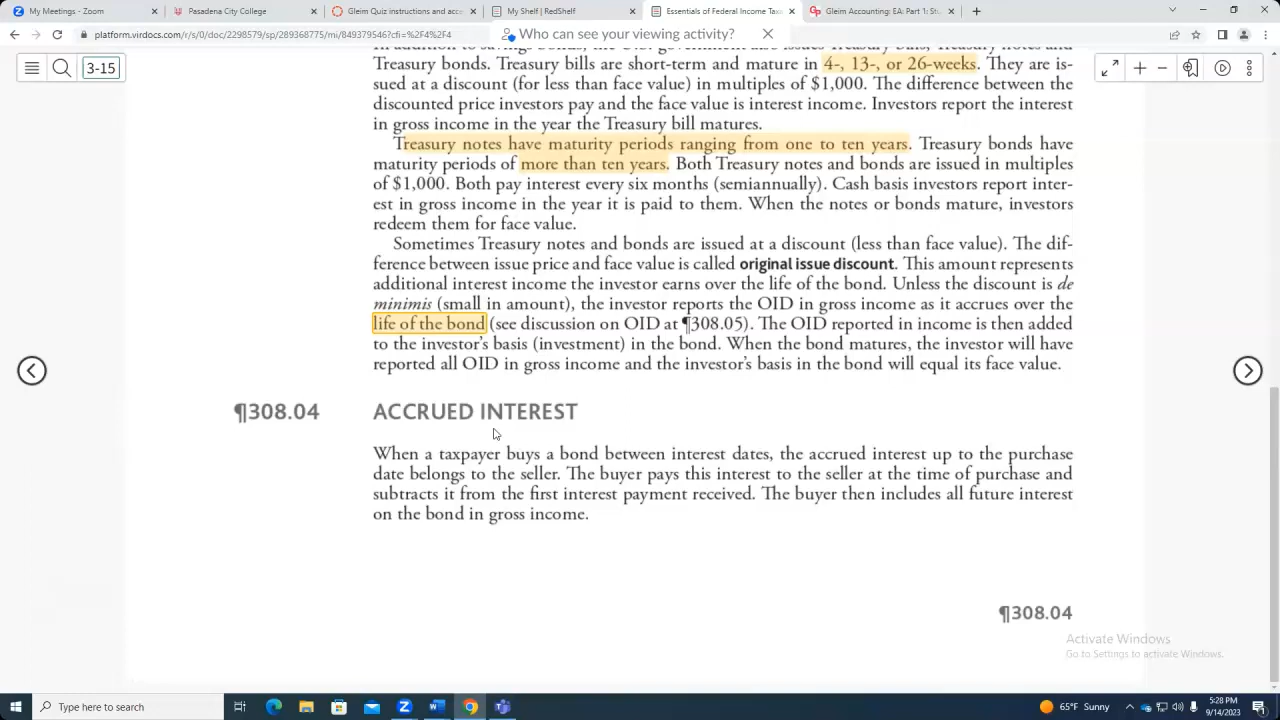 My Meetings - Zoom
Pasadena City College
Gleim Quiz instructions and acce
My Shelf | RedShelf
Essentials of Federal Income Tax
Gleim Accounting: EA Part 1: Stu
platform.virdocs.com/r/s/0/doc/2298579/sp/289368775/mi/849379546?cfi=%2F4%2F4
Who can see your viewing activity?
3-15
in addition to savings bonds, the U.S. government also issues Treasury bills, Treasury notes and
Treasury bonds. Treasury bills are short-term and mature in 4-, 13-, or 26-weeks. They are is-
sued at a discount (for less than face value) in multiples of $1,000. The difference between the
discounted price investors pay and the face value is interest income. Investors report the interest
in gross income in the year the Treasury bill matures.
Treasury notes have maturity periods ranging from one to ten years. Treasury bonds have
maturity periods of more than ten years. Both Treasury notes and bonds are issued in multiples
of $1,000. Both pay interest every six months (semiannually). Cash basis investors report inter-
est in gross income in the year it is paid to them. When the notes or bonds mature, investors
redeem them for face value.
Sometimes Treasury notes and bonds are issued at a discount (less than face value). The dif-
ference between issue price and face value is called original issue discount. This amount represents
additional interest income the investor earns over the life of the bond. Unless the discount is de
minimis (small in amount), the investor reports the OID in gross income as it accrues over the
life of the bond (see discussion on OID at ¶308.05). The OID reported in income is then added
to the investor's basis (investment) in the bond. When the bond matures, the investor will have
reported all OID in gross income and the investor's basis in the bond will equal its face value.
¶308.04 ACCRUED INTEREST
When a taxpayer buys a bond between interest dates, the accrued interest up to the purchase
date belongs to the seller. The buyer pays this interest to the seller at the time of purchase and
subtracts it from the first interest payment received. The buyer then includes all future interest
on the bond in gross income.
¶308.04
Activate Windows
Go to Settings to activate Windows.
Type here to search
65°F Sunny
5:28 PM
9/14/2023